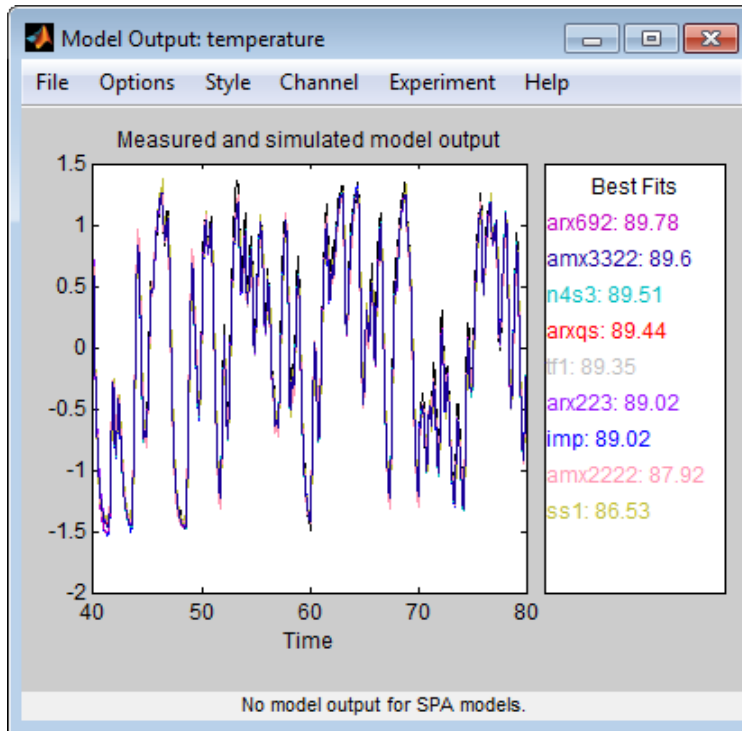 Model Output: temperature
File Options Style Channel Experiment Help
Measured and simulated model output
1.5
1
0.5
0
-0.5
-1
-1.5
-2
40 50 60 70 80
Time
Best Fits
arx692: 89.78
amx3322: 89.6
n4s3: 89.51
arxqs: 89.44
tf1: 89.35
arx223: 89.02
imp: 89.02
amx2222: 87.92
ss1: 86.53
No model output for SPA models.